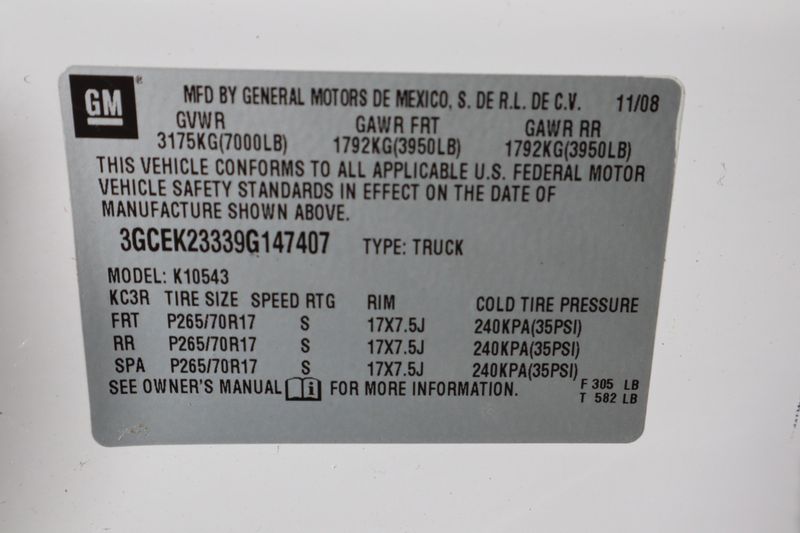 GM ®
MFD BY GENERAL MOTORS DE MEXICO, S. DE R.L. DE C.V. 11/08
GVWR GAWR FRT GAWR RR
3175KG(7000LB) 1792KG(3950LB) 1792KG(3950LB)
THIS VEHICLE CONFORMS TO ALL APPLICABLE U.S. FEDERAL MOTOR
VEHICLE SAFETY STANDARDS IN EFFECT ON THE DATE OF
MANUFACTURE SHOWN ABOVE.
3GCEK23339G147407 TYPE: TRUCK
MODEL: K10543
KC3R TIRE SIZE SPEED RTG RIM COLD TIRE PRESSURE
FRT P265/70R17 S 17X7.5J 240KPA(35PSI)
RR P265/70R17 S 17X7.5J 240KPA(35PSI)
SPA P265/70R17 S 17X7.5J 240KPA(35PSI)
SEE OWNER'S MANUAL i FOR MORE INFORMATION.
F 305 LB
T 582 LB